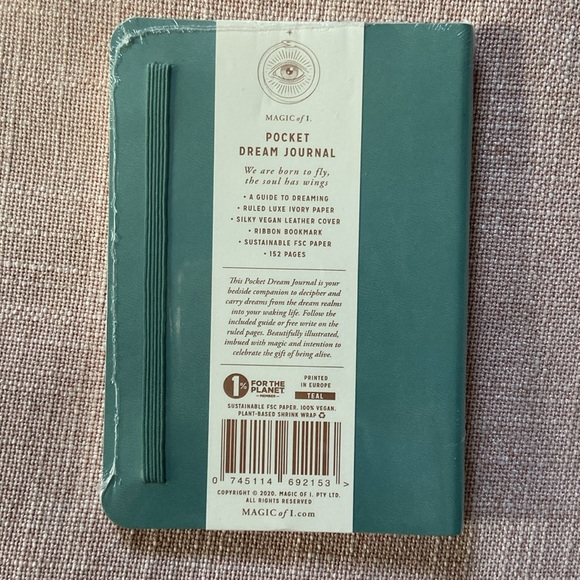 MAGIC of I.
POCKET
DREAM JOURNAL
We are born to fly,
the soul has wings
• A GUIDE TO DREAMING
• RULED LUXE IVORY PAPER
• SILKY VEGAN LEATHER COVER
• RIBBON BOOKMARK
• SUSTAINABLE FSC PAPER
• 152 PAGES
This Pocket Dream Journal is your
bedside companion to decipher and
carry dreams from the dream realms
into your waking life. Follow the
included guide or free write on the
ruled pages. Beautifully illustrated,
imbued with magic and intention to
celebrate the gift of being alive.
1% FOR THE
PLANET
MEMBER
PRINTED
IN EUROPE
TEAL
SUSTAINABLE FSC PAPER. 100% VEGAN.
PLANT-BASED SHRINK WRAP
0 745114 692153 >
COPYRIGHT © 2020. MAGIC OF I. PTY LTD.
ALL RIGHTS RESERVED
MAGIC of I.com